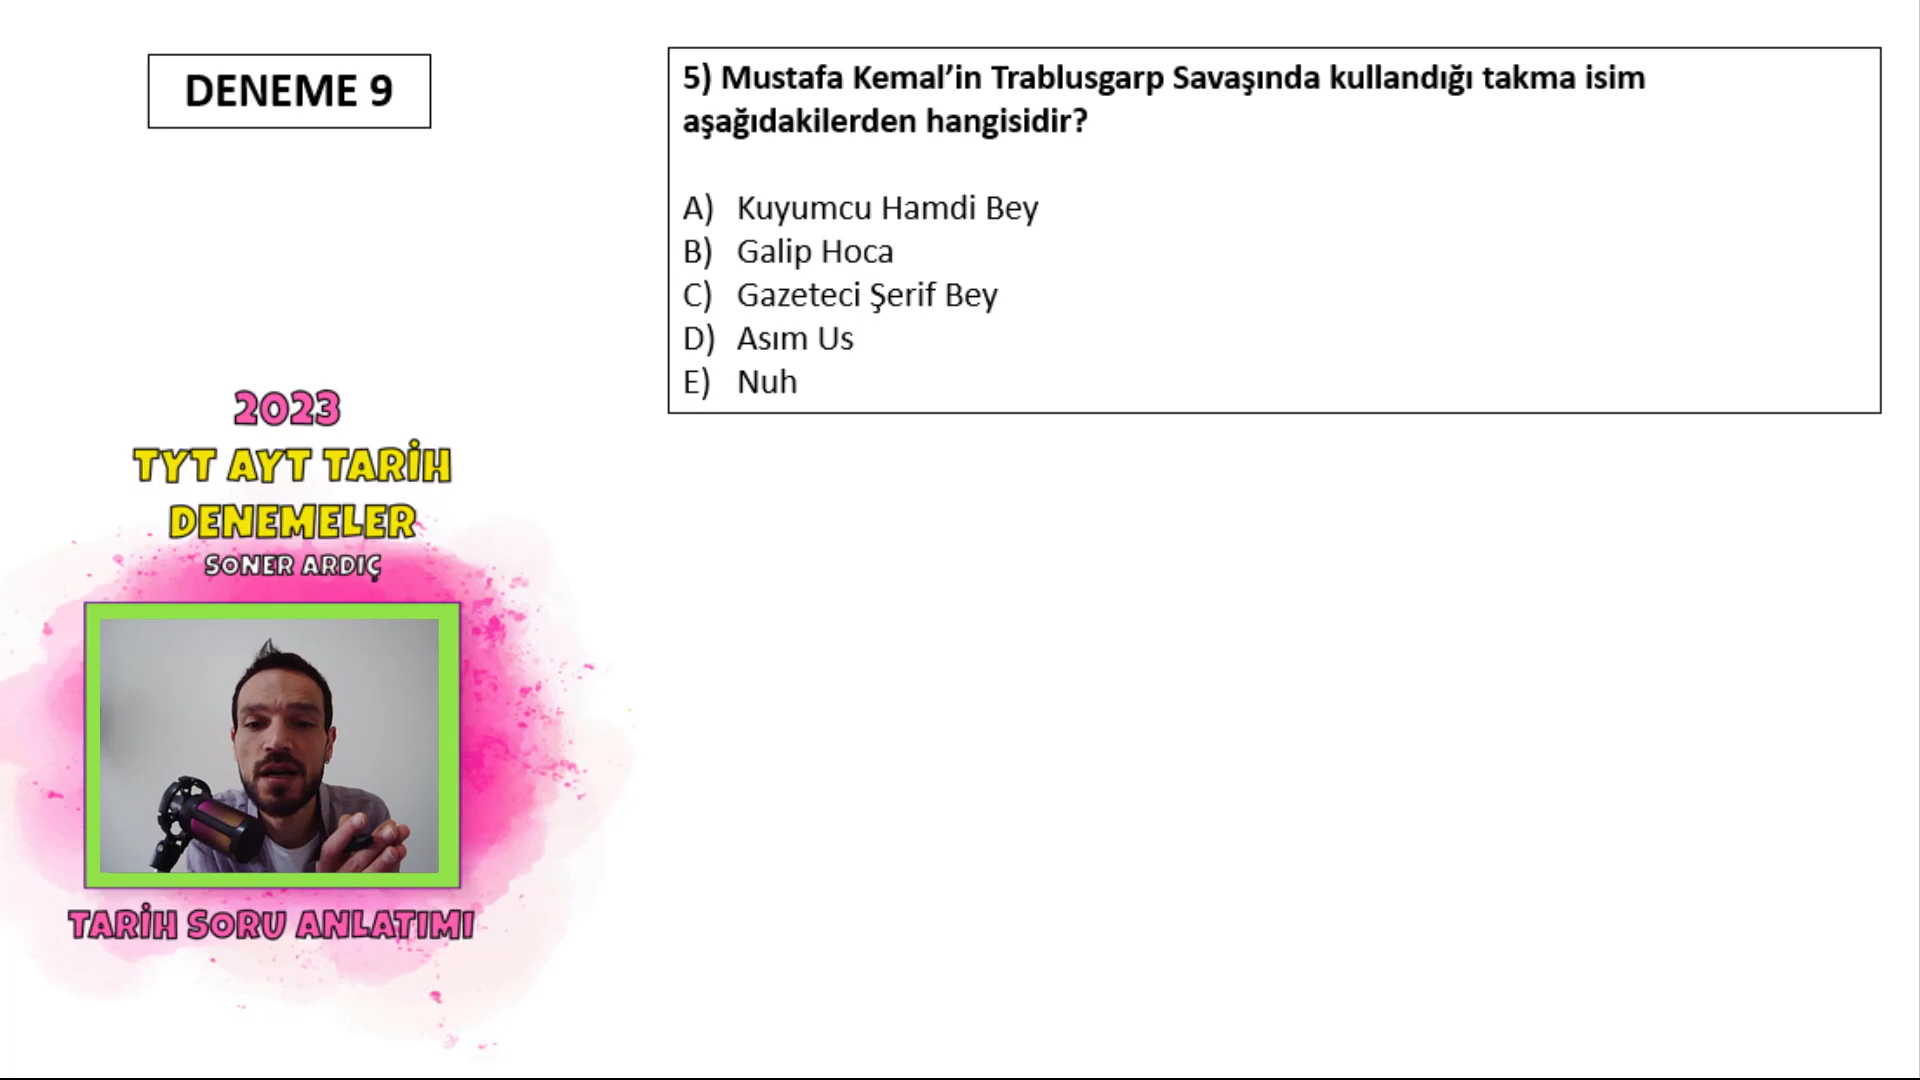 DENEME 9
5) Mustafa Kemal’in Trablusgarp Savaşında kullandığı takma isim
aşağıdakilerden hangisidir?
A) Kuyumcu Hamdi Bey
B) Galip Hoca
C) Gazeteci Şerif Bey
D) Asım Us
E) Nuh
2023
TYT AYT TARİH
DENEMELER
SONER ARDIÇ
TARİH SORU ANLATIMI